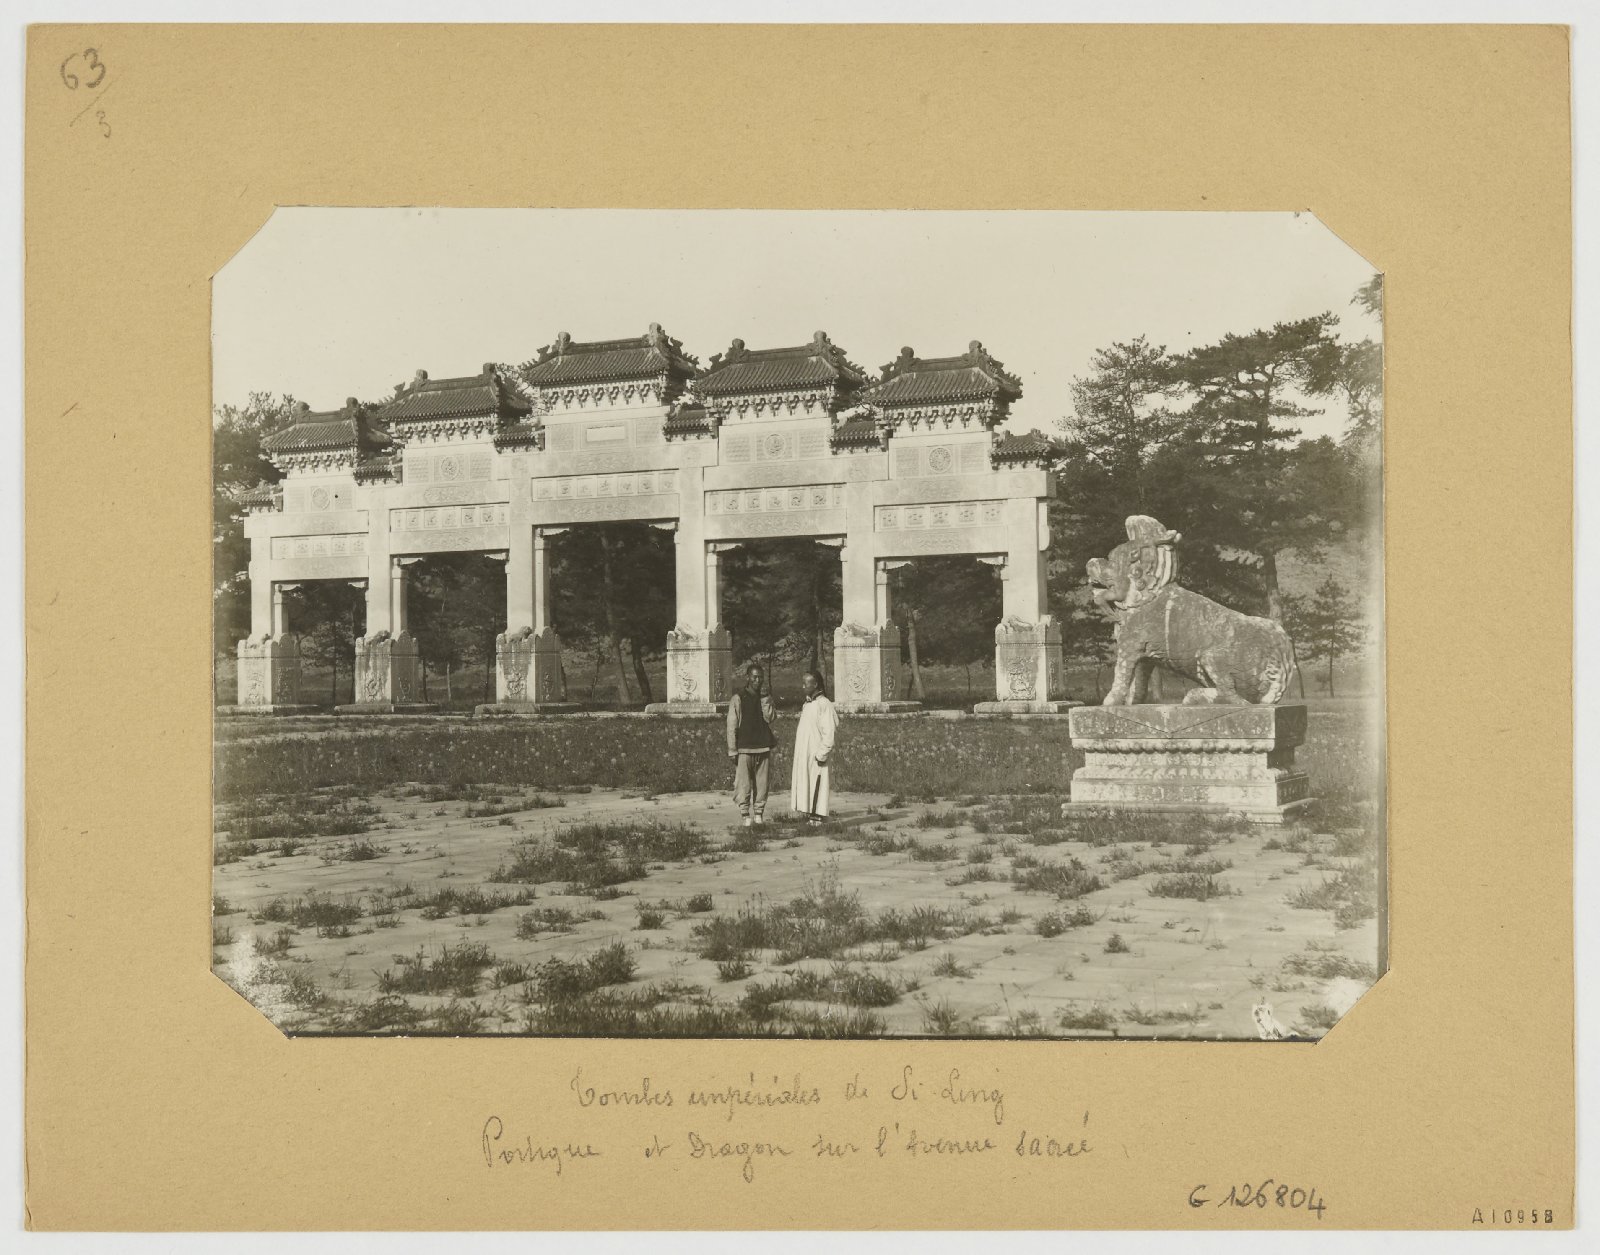 63
/3
Tombes impériales de Si-Ling
Portique et Dragon sur l'Avenue Sacrée
G 126804
A10958